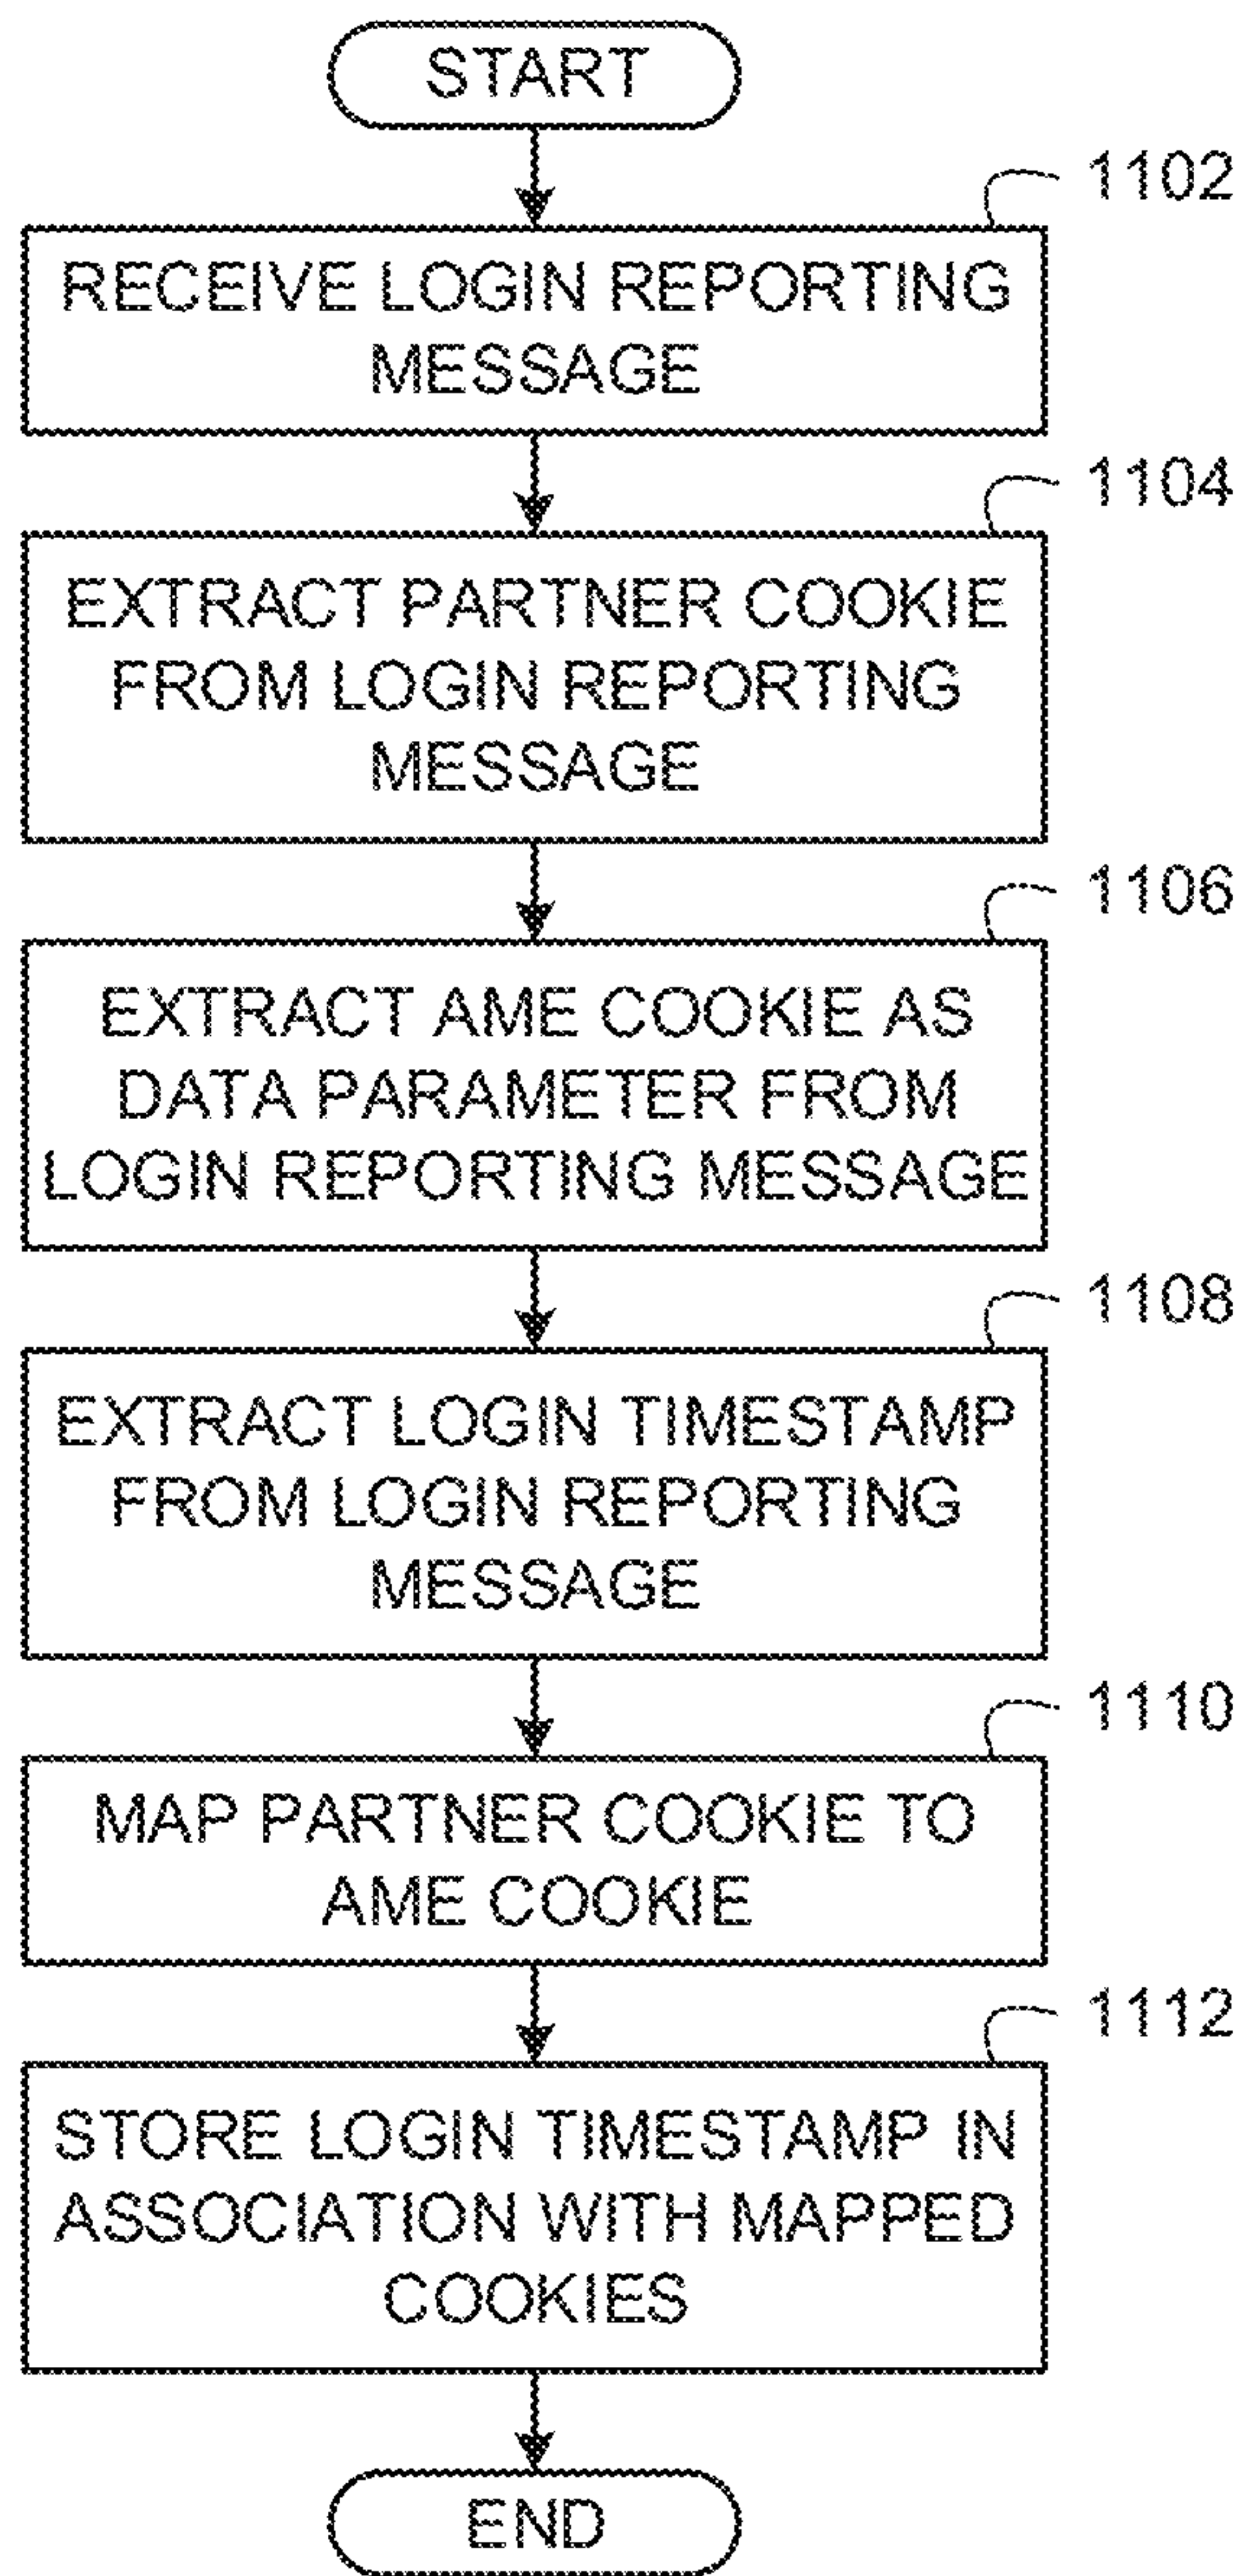 START
1102
RECEIVE LOGIN REPORTING
MESSAGE
1104
EXTRACT PARTNER COOKIE
FROM LOGIN REPORTING
MESSAGE
1106
EXTRACT AME COOKIE AS
DATA PARAMETER FROM
LOGIN REPORTING MESSAGE
1108
EXTRACT LOGIN TIMESTAMP
FROM LOGIN REPORTING
MESSAGE
1110
MAP PARTNER COOKIE TO
AME COOKIE
1112
STORE LOGIN TIMESTAMP IN
ASSOCIATION WITH MAPPED
COOKIES
END